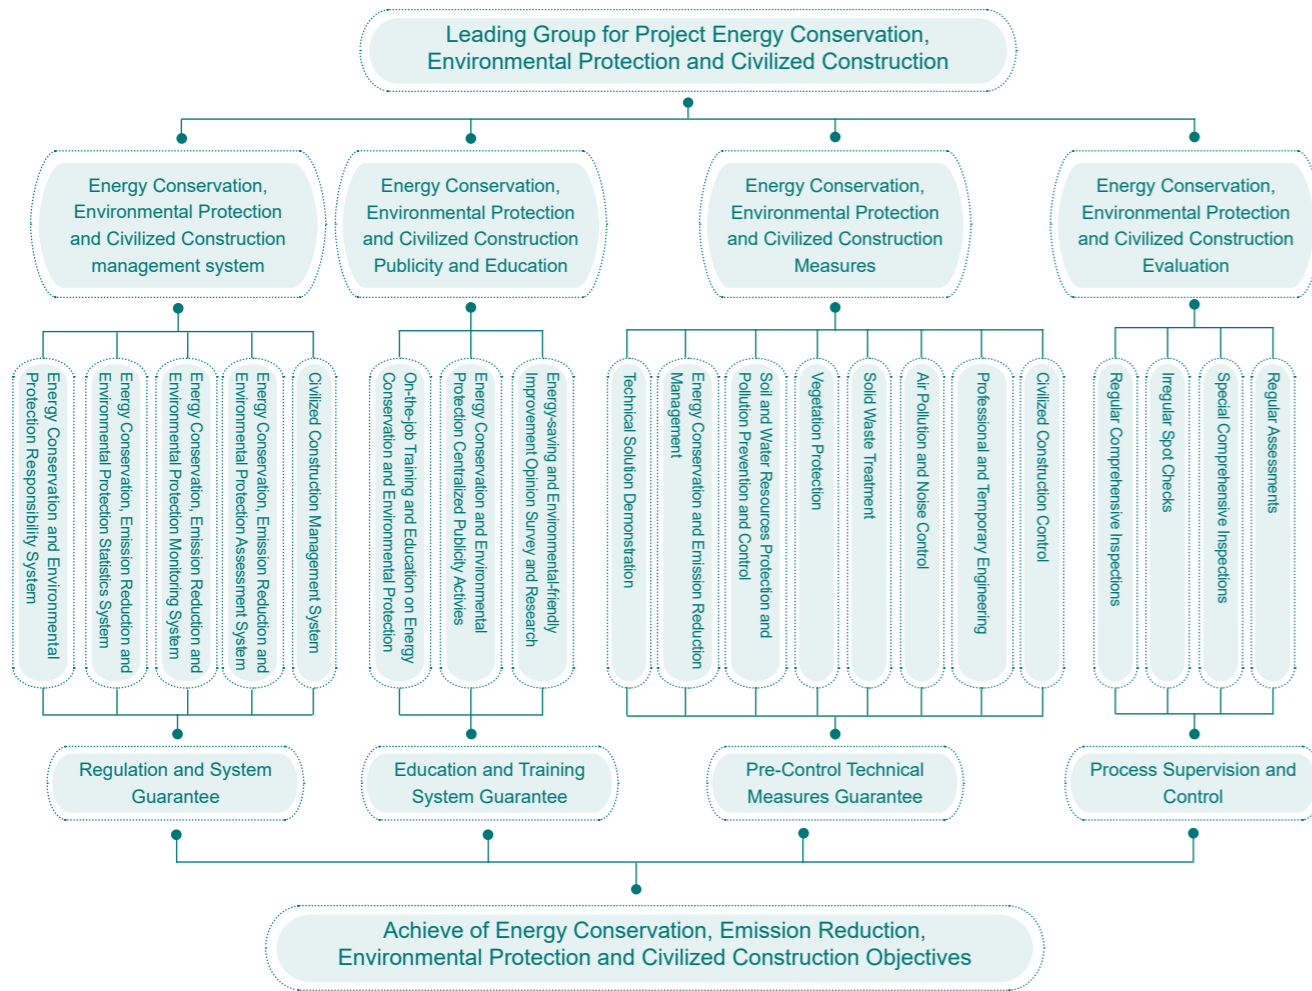 Leading Group for Project Energy Conservation,
Environmental Protection and Civilized Construction
Energy Conservation,
Environmental Protection
and Civilized Construction
management system
Energy Conservation,
Environmental Protection
and Civilized Construction
Publicity and Education
Energy Conservation,
Environmental Protection
and Civilized Construction
Measures
Energy Conservation,
Environmental Protection
and Civilized Construction
Evaluation
Energy Conservation and Environmental
Protection Responsibility System
Energy Conservation, Emission Reduction and
Environmental Protection Statistics System
Energy Conservation, Emission Reduction and
Environmental Protection Monitoring System
Energy Conservation, Emission Reduction and
Environmental Protection Assessment System
Civilized Construction Management System
On-the-job Training and Education on Energy
Conservation and Environmental Protection
Energy Conservation and Environmental
Protection Centralized Publicity Activies
Energy-saving and Environmental-friendly
Improvement Opinion Survey and Research
Technical Solution Demonstration
Energy Conservation and Emission Reduction
Management
Soil and Water Resources Protection and
Pollution Prevention and Control
Vegetation Protection
Solid Waste Treatment
Air Pollution and Noise Control
Professional and Temporary Engineering
Civilized Construction Control
Regular Comprehensive Inspections
Irregular Spot Checks
Special Comprehensive Inspections
Regular Assessments
Regulation and System
Guarantee
Education and Training
System Guarantee
Pre-Control Technical
Measures Guarantee
Process Supervision and
Control
Achieve of Energy Conservation, Emission Reduction,
Environmental Protection and Civilized Construction Objectives